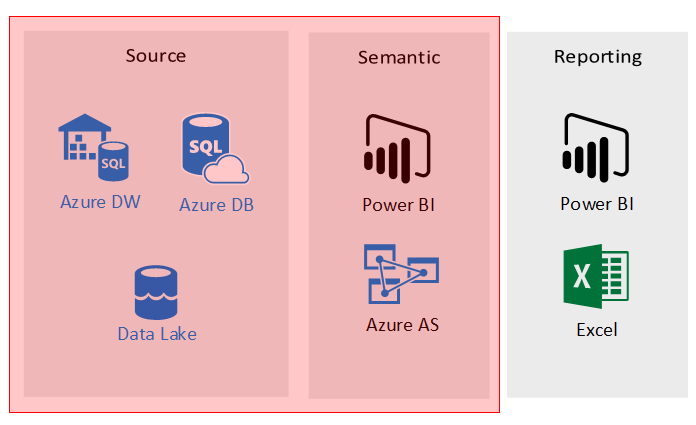 Source
Semantic
Reporting
SQL
SQL
Azure DW
Azure DB
Power BI
Power BI
Data Lake
Azure AS
X
Excel